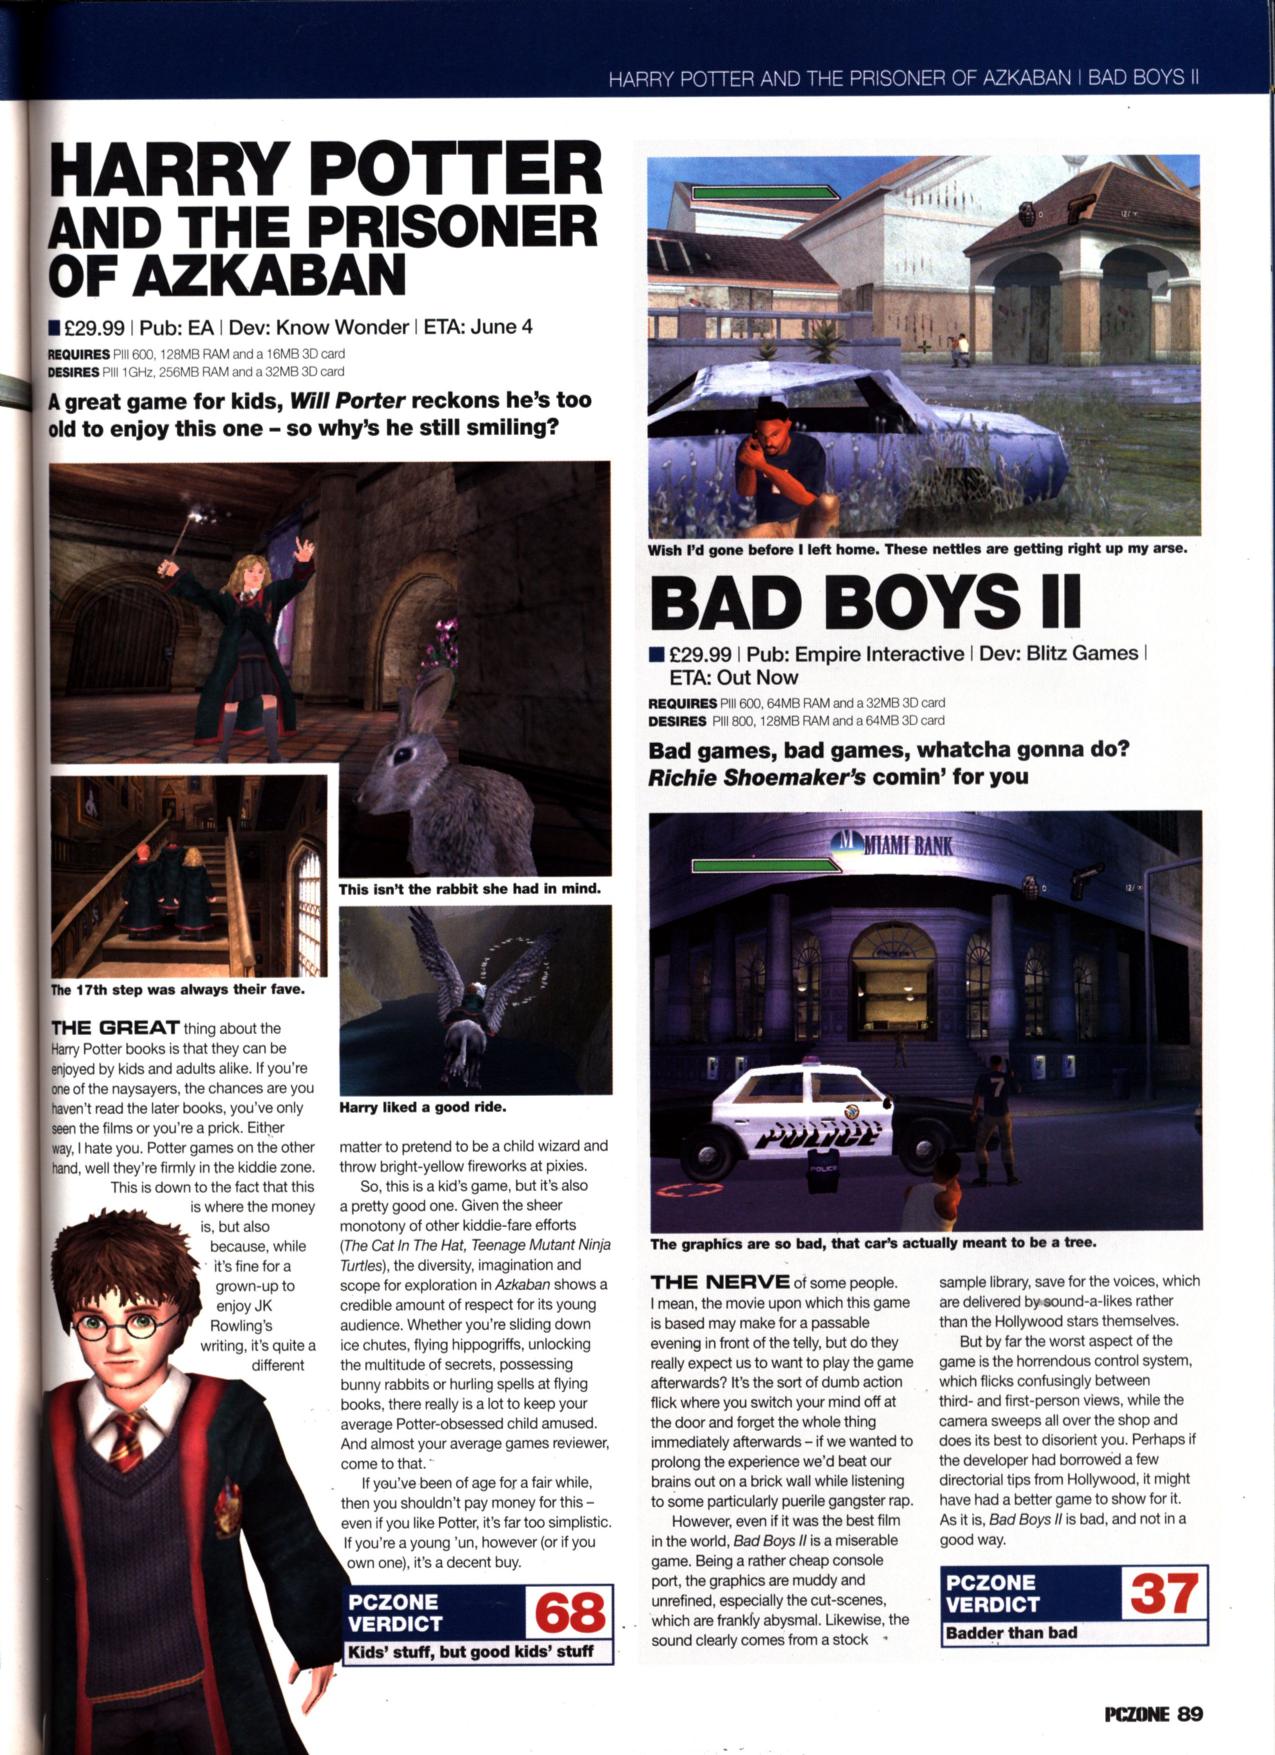 HARRY POTTER AND THE PRISONER OF AZKABAN | BAD BOYS II
HARRY POTTER
AND THE PRISONER
OF AZKABAN
£29.99 | Pub: EA | Dev: Know Wonder | ETA: June 4
REQUIRES PIII 600, 128MB RAM and a 16MB 3D card
DESIRES PIII 1GHz, 256MB RAM and a 32MB 3D card
A great game for kids, Will Porter reckons he's too
old to enjoy this one – so why's he still smiling?
This isn't the rabbit she had in mind.
The 17th step was always their fave.
Harry liked a good ride.
THE GREAT thing about the
Harry Potter books is that they can be
enjoyed by kids and adults alike. If you're
one of the naysayers, the chances are you
haven't read the later books, you've only
seen the films or you're a prick. Either
way, I hate you. Potter games on the other
hand, well they're firmly in the kiddie zone.
This is down to the fact that this
is where the money
is, but also
because, while
it's fine for a
grown-up to
enjoy JK
Rowling's
writing, it's quite a
different
matter to pretend to be a child wizard and
throw bright-yellow fireworks at pixies.
So, this is a kid's game, but it's also
a pretty good one. Given the sheer
monotony of other kiddie-fare efforts
(The Cat In The Hat, Teenage Mutant Ninja
Turtles), the diversity, imagination and
scope for exploration in Azkaban shows a
credible amount of respect for its young
audience. Whether you're sliding down
ice chutes, flying hippogriffs, unlocking
the multitude of secrets, possessing
bunny rabbits or hurling spells at flying
books, there really is a lot to keep your
average Potter-obsessed child amused.
And almost your average games reviewer,
come to that.
If you've been of age for a fair while,
then you shouldn't pay money for this –
even if you like Potter, it's far too simplistic.
If you're a young 'un, however (or if you
own one), it's a decent buy.
PCZONE
VERDICT
68
Kids' stuff, but good kids' stuff
Wish I'd gone before I left home. These nettles are getting right up my arse.
BAD BOYS II
£29.99 | Pub: Empire Interactive | Dev: Blitz Games |
ETA: Out Now
REQUIRES PIII 600, 64MB RAM and a 32MB 3D card
DESIRES PIII 800, 128MB RAM and a 64MB 3D card
Bad games, bad games, whatcha gonna do?
Richie Shoemaker's comin' for you
M MIAMI BANK
12/∞
7
POLICE
POLICE
The graphics are so bad, that car's actually meant to be a tree.
THE NERVE of some people.
I mean, the movie upon which this game
is based may make for a passable
evening in front of the telly, but do they
really expect us to want to play the game
afterwards? It's the sort of dumb action
flick where you switch your mind off at
the door and forget the whole thing
immediately afterwards – if we wanted to
prolong the experience we'd beat our
brains out on a brick wall while listening
to some particularly puerile gangster rap.
However, even if it was the best film
in the world, Bad Boys II is a miserable
game. Being a rather cheap console
port, the graphics are muddy and
unrefined, especially the cut-scenes,
which are frankly abysmal. Likewise, the
sound clearly comes from a stock
sample library, save for the voices, which
are delivered by sound-a-likes rather
than the Hollywood stars themselves.
But by far the worst aspect of the
game is the horrendous control system,
which flicks confusingly between
third- and first-person views, while the
camera sweeps all over the shop and
does its best to disorient you. Perhaps if
the developer had borrowed a few
directorial tips from Hollywood, it might
have had a better game to show for it.
As it is, Bad Boys II is bad, and not in a
good way.
PCZONE
VERDICT
37
Badder than bad
PCZONE 89